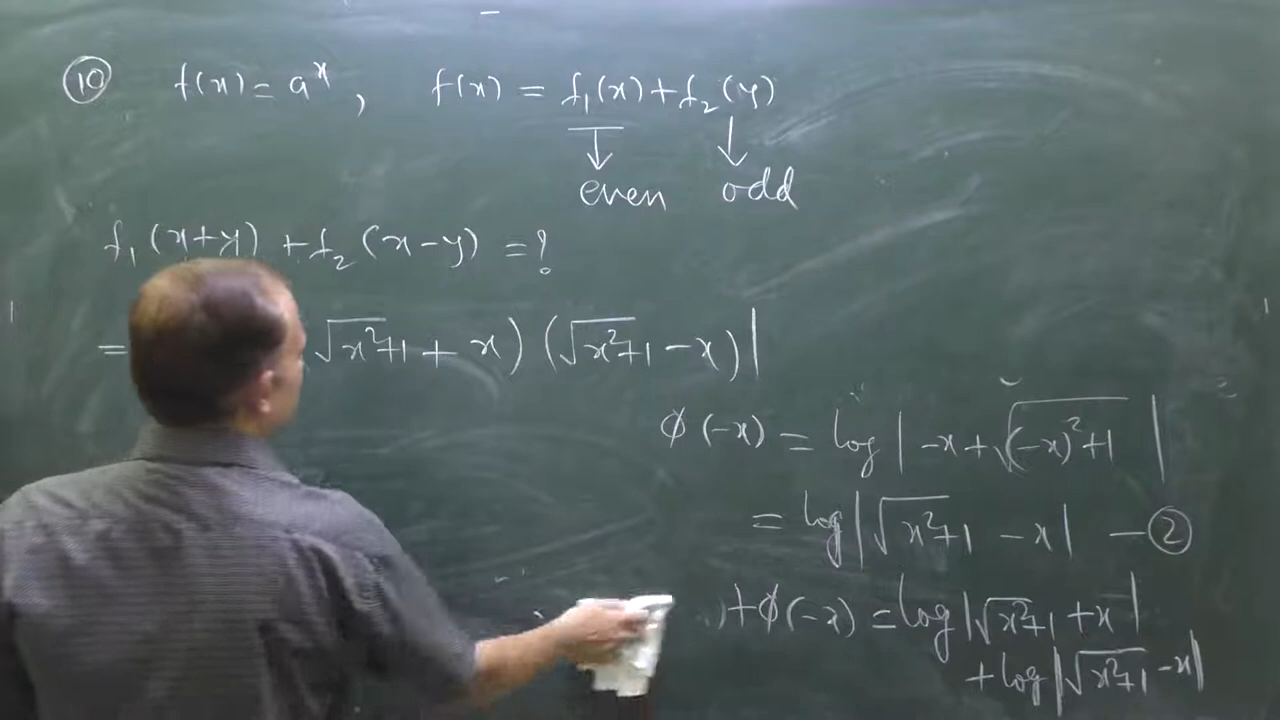 ⑩ f(x) = aˣ, f(x) = f₁(x) + f₂(y)
even odd
f₁(x+y) + f₂(x-y) = ?
= √x²+1 + x) (√x²+1 - x)|
φ(-x) = log |-x + √(-x)²+1 |
= log |√x²+1 - x| — ②
) + φ(-x) = log |√x²+1 + x|
+ log |√x²+1 - x|